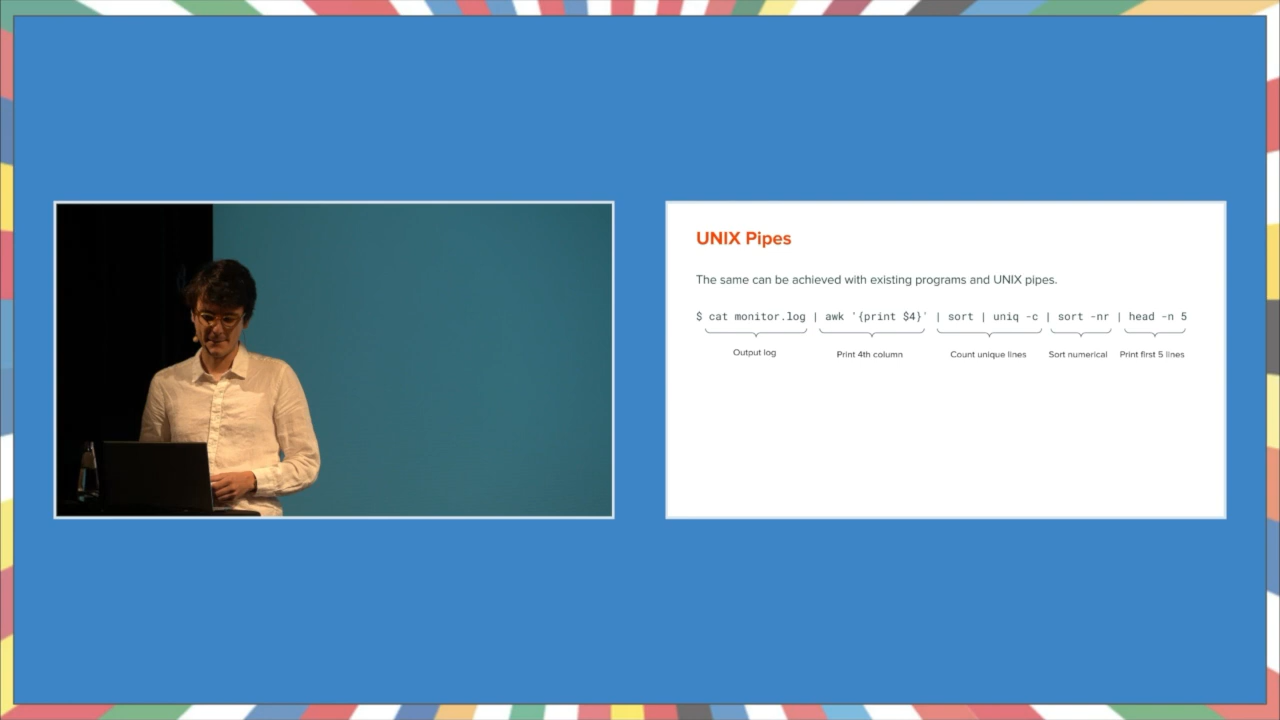 UNIX Pipes
The same can be achieved with existing programs and UNIX pipes.
$ cat monitor.log | awk '{print $4}' | sort | uniq -c | sort -nr | head -n 5
Output log Print 4th column Count unique lines Sort numerical Print first 5 lines